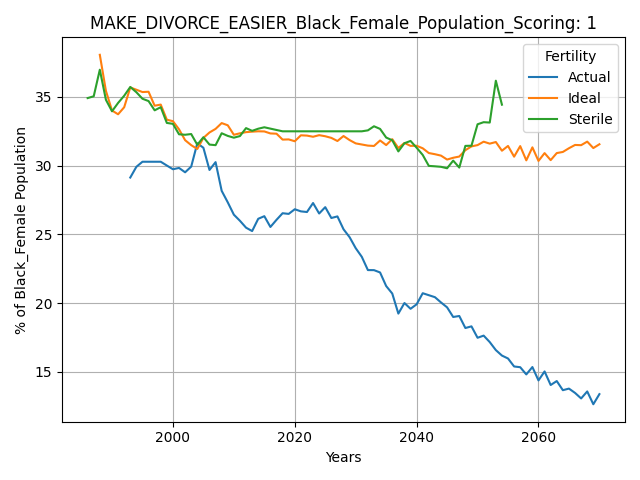 MAKE_DIVORCE_EASIER_Black_Female_Population_Scoring: 1
Fertility
Actual
Ideal
Sterile
% of Black_Female Population
35
30
25
20
15
2000
2020
2040
2060
Years